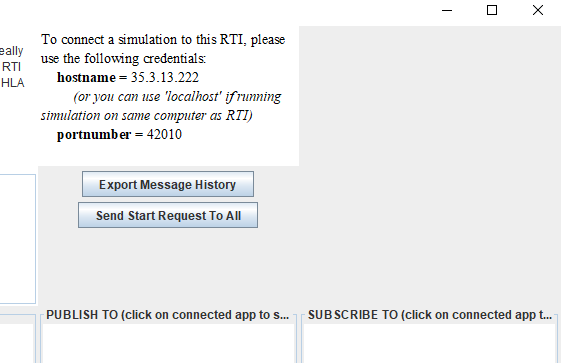 To connect a simulation to this RTI, please
use the following credentials:
hostname = 35.3.13.222
(or you can use 'localhost' if running
simulation on same computer as RTI)
portnumber = 42010
eally
RTI
HLA
Export Message History
Send Start Request To All
PUBLISH TO (click on connected app to s...
SUBSCRIBE TO (click on connected app t...